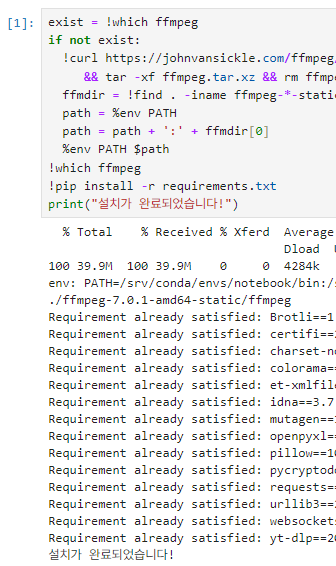 [1]: exist = !which ffmpeg
if not exist:
!curl https://johnvansickle.com/ffmpeg/
&& tar -xf ffmpeg.tar.xz && rm ffmpe
ffmdir = !find . -iname ffmpeg-*-stati
path = %env PATH
path = path + ':' + ffmdir[0]
%env PATH $path
!which ffmpeg
!pip install -r requirements.txt
print("설치가 완료되었습니다!")
% Total % Received % Xferd Average
Dload
100 39.9M 100 39.9M 0 0 4284k
env: PATH=/srv/conda/envs/notebook/bin:/s
./ffmpeg-7.0.1-amd64-static/ffmpeg
Requirement already satisfied: Brotli==1
Requirement already satisfied: certifi==
Requirement already satisfied: charset-no
Requirement already satisfied: colorama==
Requirement already satisfied: et-xmlfile
Requirement already satisfied: idna==3.7
Requirement already satisfied: mutagen==
Requirement already satisfied: openpyxl==
Requirement already satisfied: pillow==10
Requirement already satisfied: pycryptodo
Requirement already satisfied: requests==
Requirement already satisfied: urllib3==
Requirement already satisfied: websockets
Requirement already satisfied: yt-dlp==20
설치가 완료되었습니다!